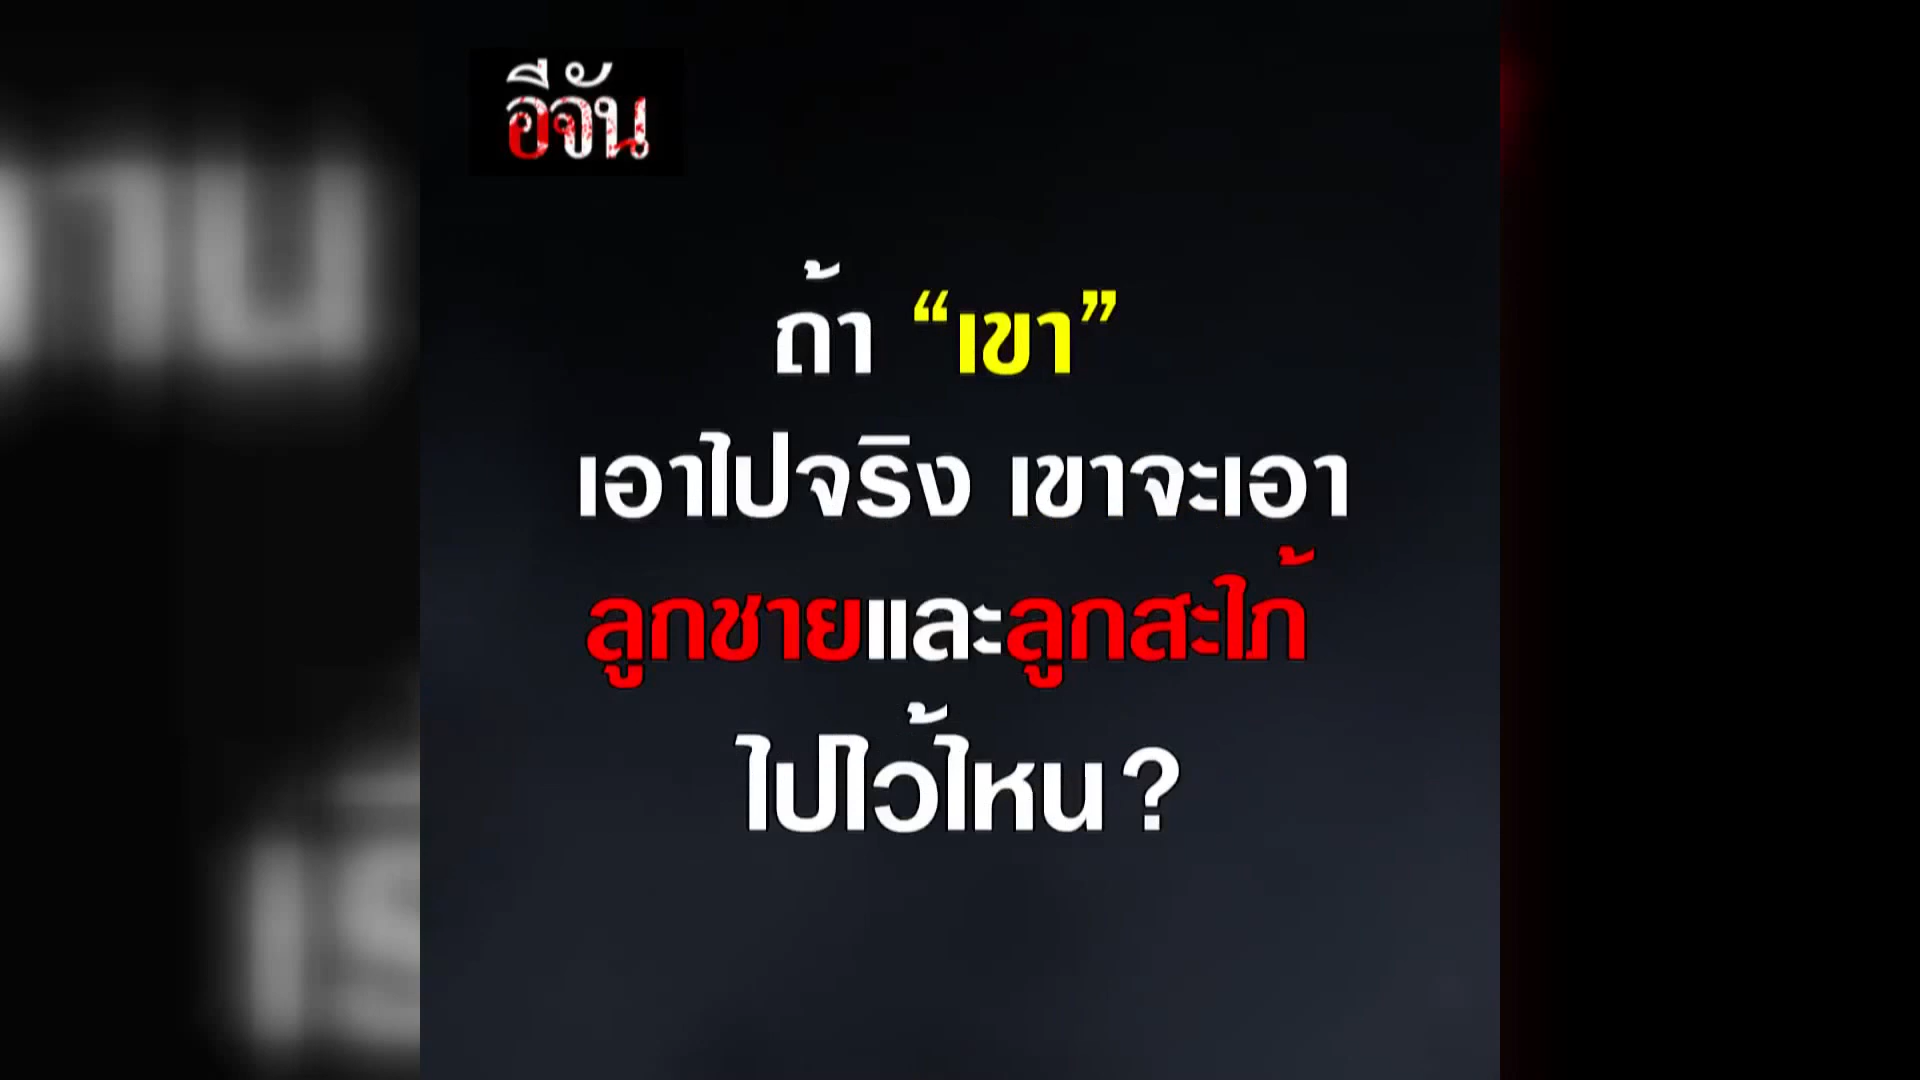 อีจัน
ถ้า “เขา”
เอาไปจริง เขาจะเอา
ลูกชายและลูกสะใภ้
ไปไว้ไหน?